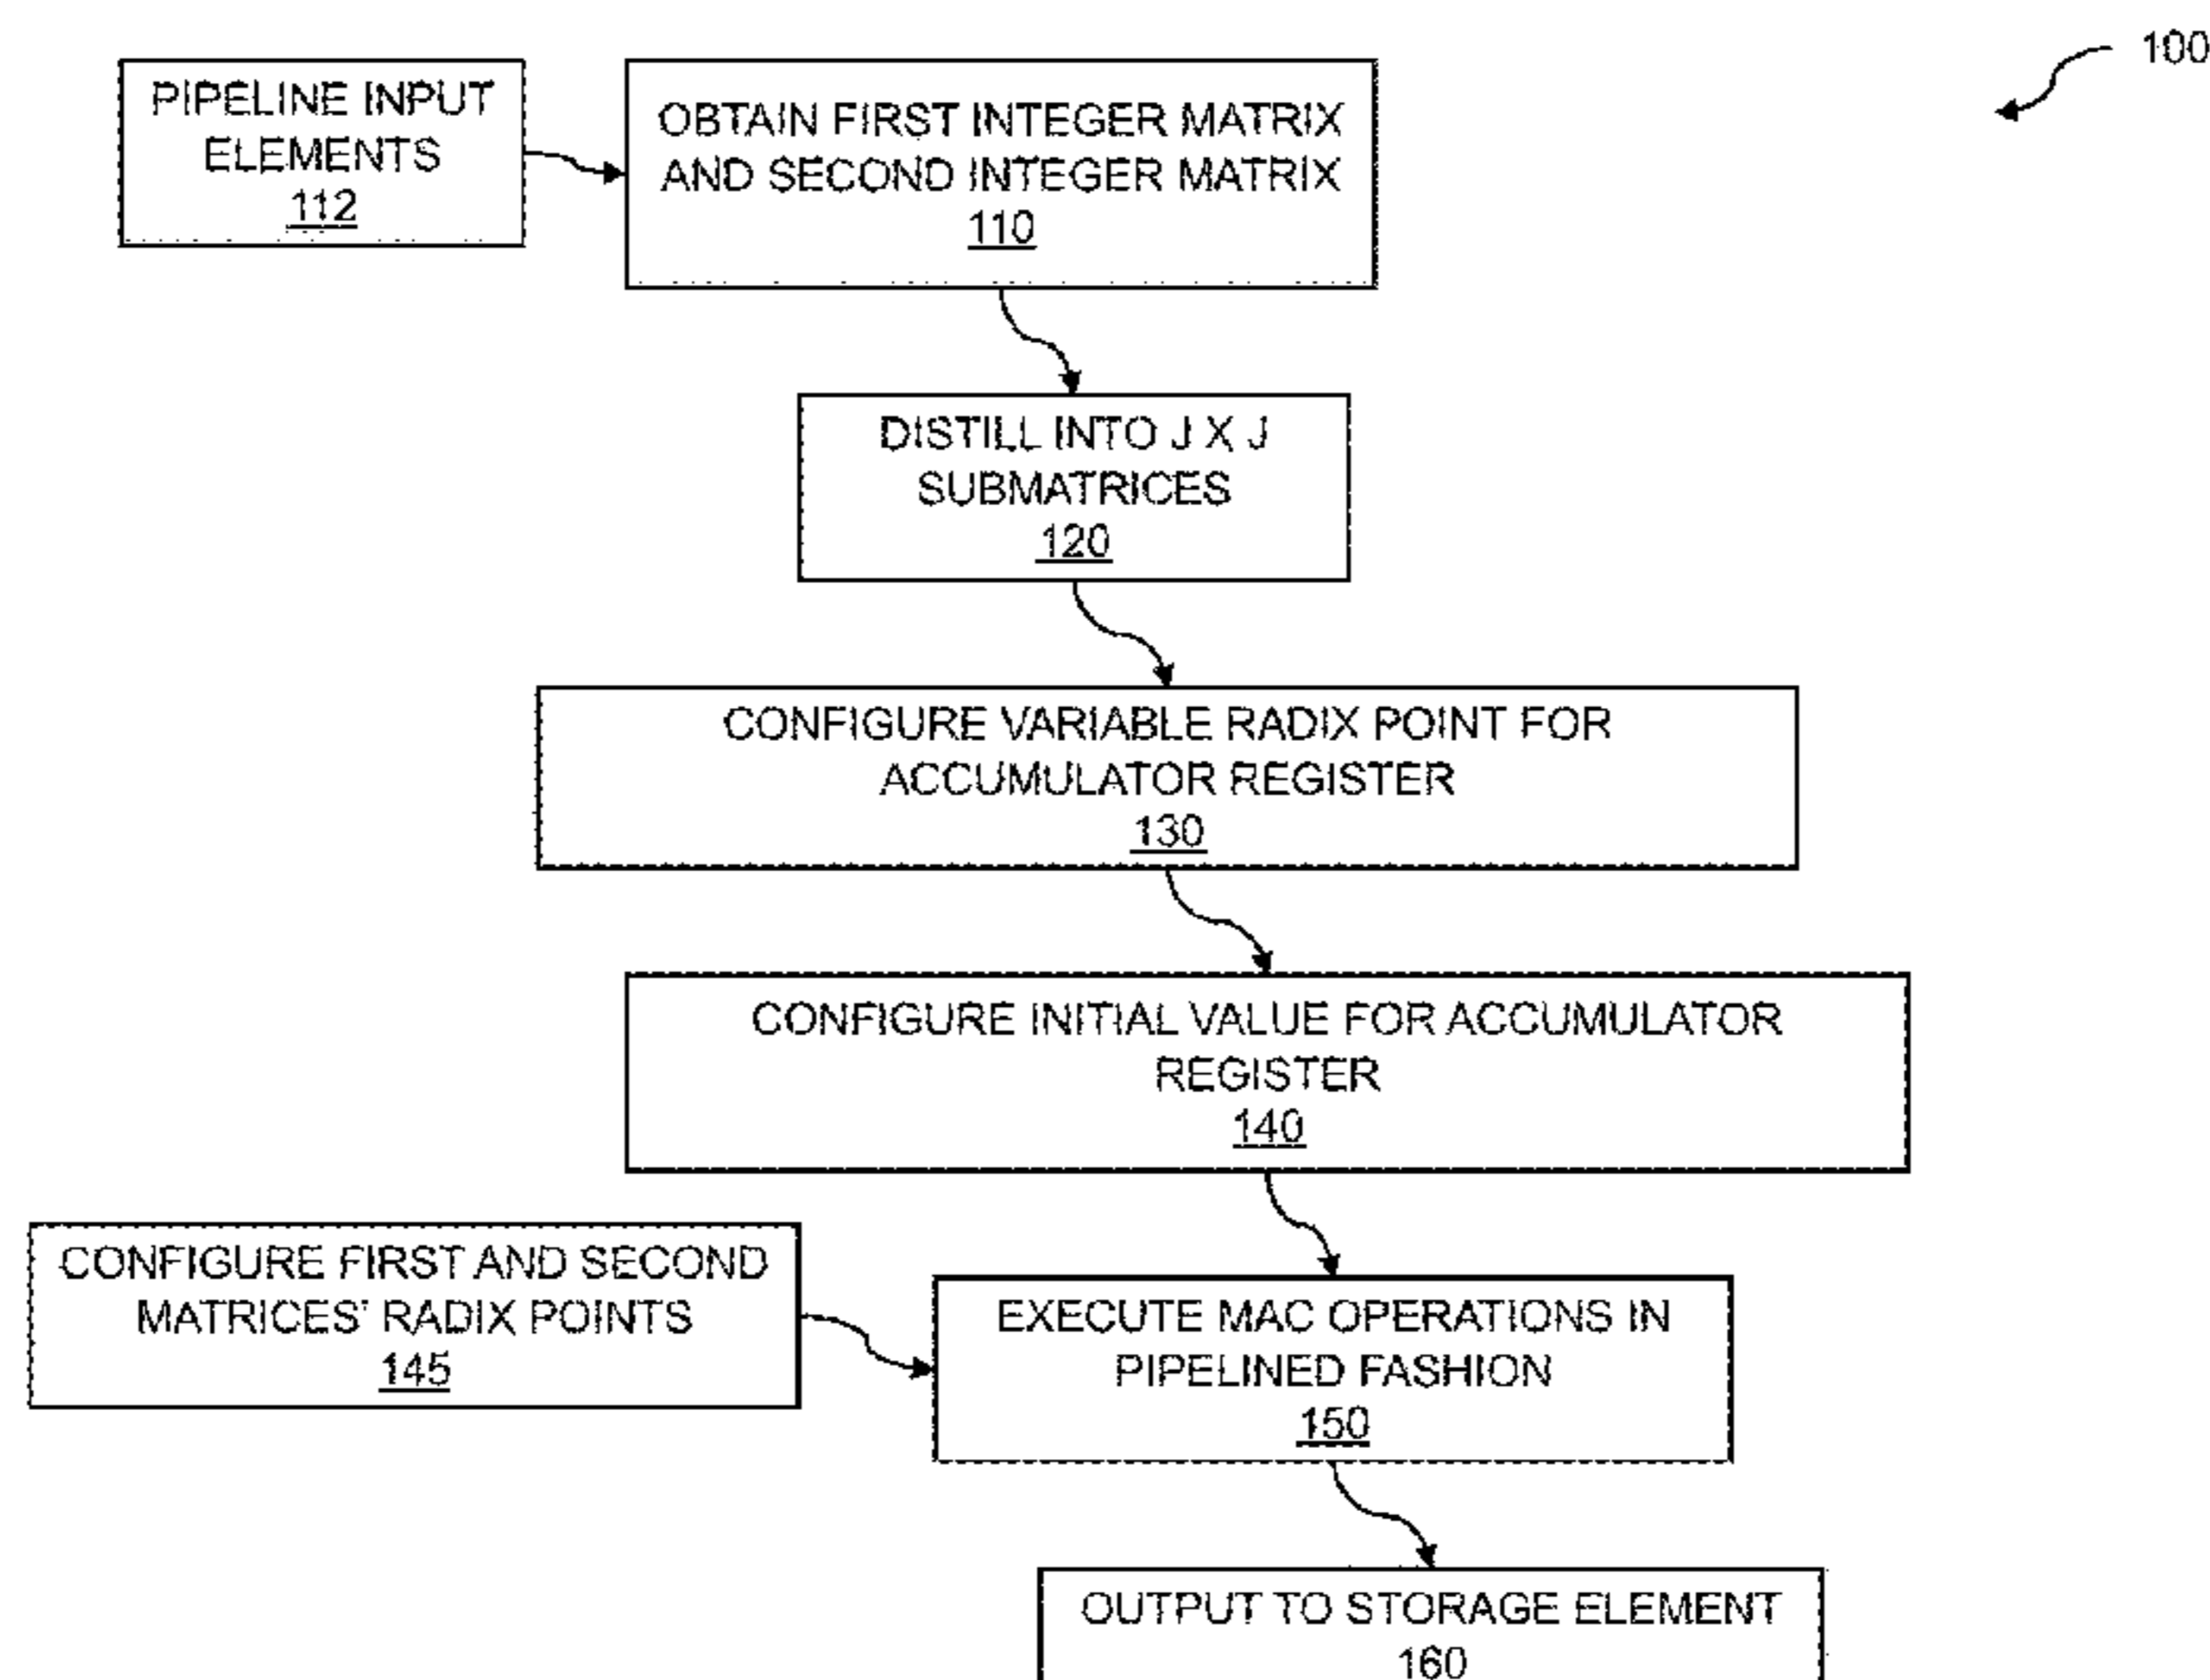 100
PIPELINE INPUT
ELEMENTS
112
OBTAIN FIRST INTEGER MATRIX
AND SECOND INTEGER MATRIX
110
DISTILL INTO J X J
SUBMATRICES
120
CONFIGURE VARIABLE RADIX POINT FOR
ACCUMULATOR REGISTER
130
CONFIGURE INITIAL VALUE FOR ACCUMULATOR
REGISTER
140
CONFIGURE FIRST AND SECOND
MATRICES' RADIX POINTS
145
EXECUTE MAC OPERATIONS IN
PIPELINED FASHION
150
OUTPUT TO STORAGE ELEMENT
160